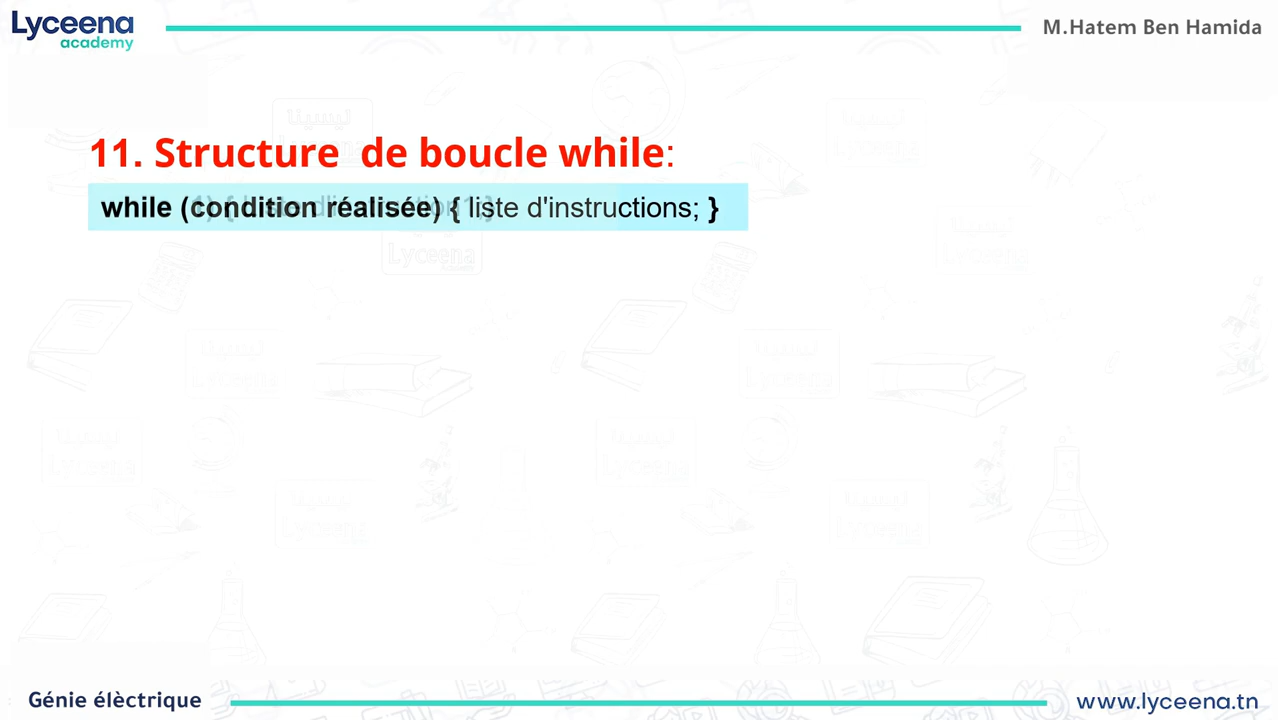 Lyceena
academy
M.Hatem Ben Hamida
11. Structure de boucle while:
while (condition réalisée) { liste d'instructions; }
Lyceena
Génie élèctrique
www.lyceena.tn